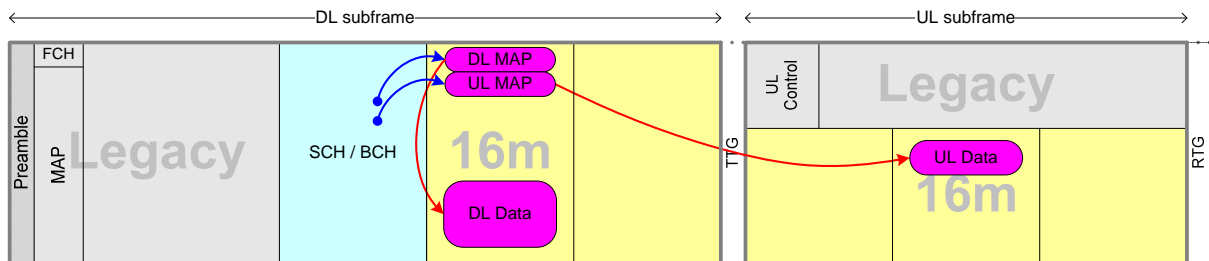 DL subframe
UL subframe
Preamble
FCH
MAP
Legacy
SCH / BCH
DL MAP
UL MAP
16m
DL Data
TTG
UL
Control
Legacy
UL Data
16m
RTG